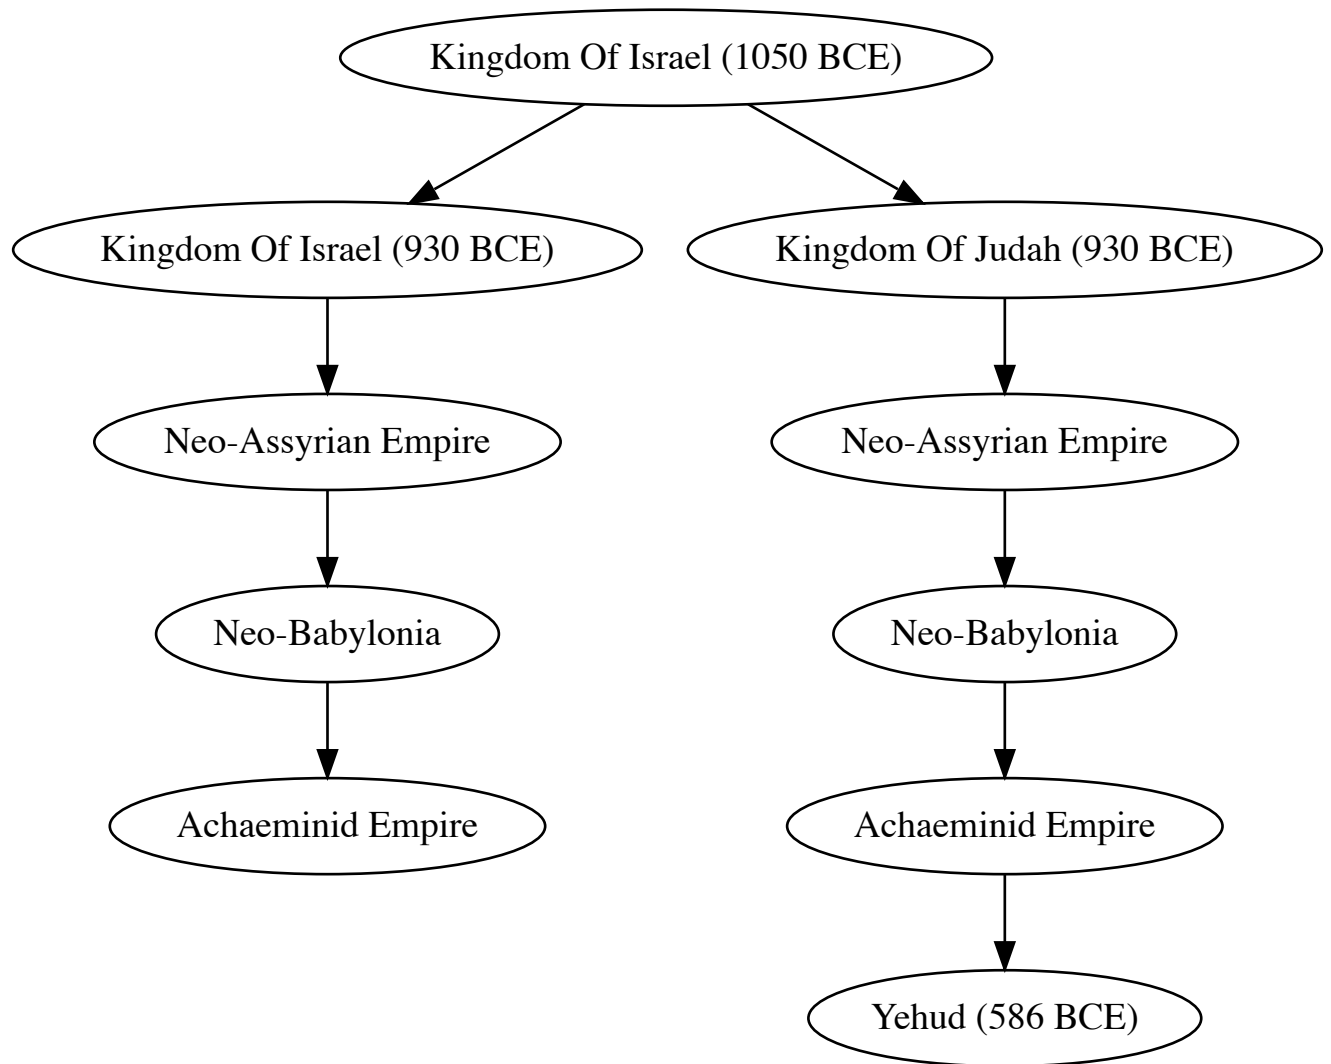 Kingdom Of Israel (1050 BCE)
Kingdom Of Israel (930 BCE)
Kingdom Of Judah (930 BCE)
Neo-Assyrian Empire
Neo-Assyrian Empire
Neo-Babylonia
Neo-Babylonia
Achaeminid Empire
Achaeminid Empire
Yehud (586 BCE)